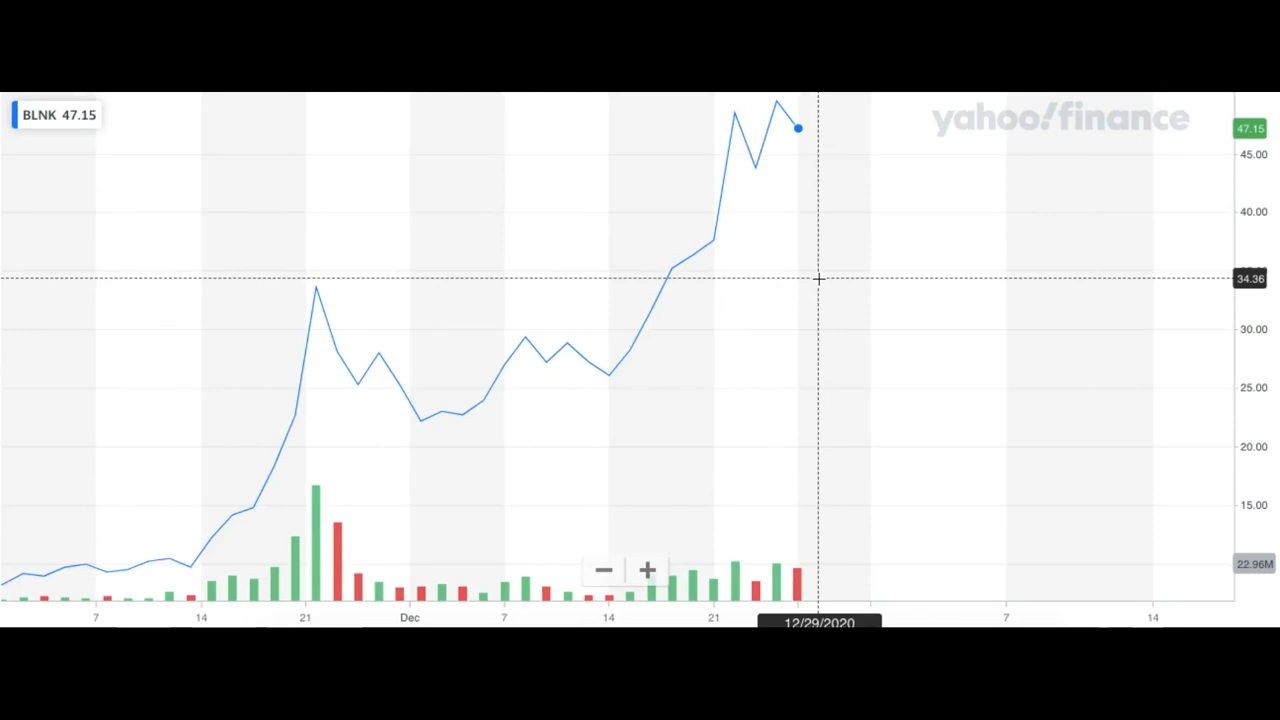 BLNK 47.15
yahoo!finance
47.15
45.00
40.00
34.36
30.00
25.00
20.00
15.00
22.96M
7 14 21 Dec 7 14 21 7 14
12/29/2020